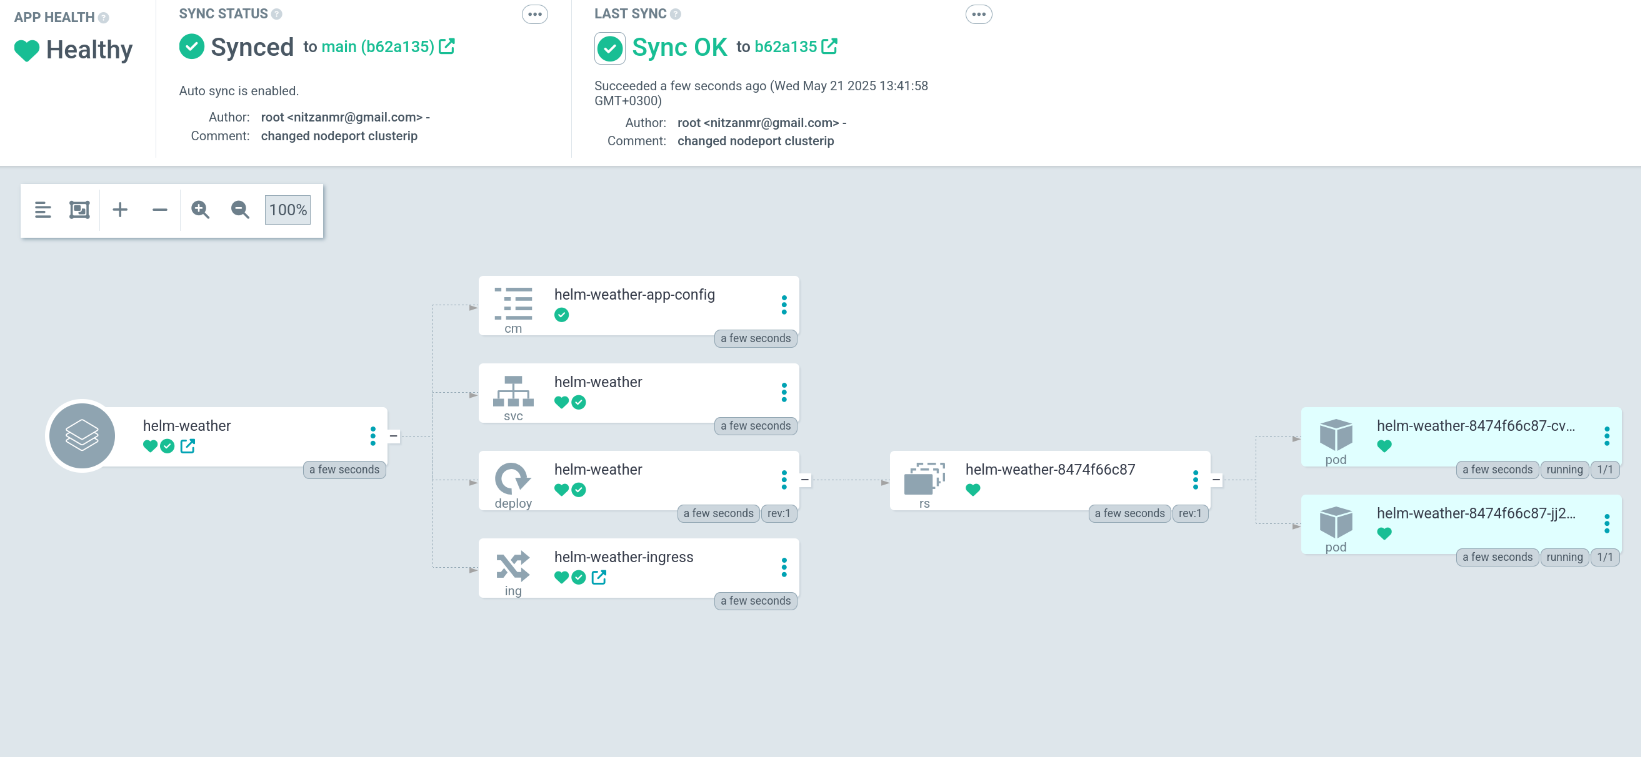 APP HEALTH
Healthy
SYNC STATUS
Synced to main (b62a135)
Auto sync is enabled.
Author: root <nitzanmr@gmail.com> -
Comment: changed nodeport clusterip
LAST SYNC
Sync OK to b62a135
Succeeded a few seconds ago (Wed May 21 2025 13:41:58
GMT+0300)
Author: root <nitzanmr@gmail.com> -
Comment: changed nodeport clusterip
100%
helm-weather
a few seconds
helm-weather-app-config
cm
a few seconds
helm-weather
svc
a few seconds
helm-weather
deploy
a few seconds rev:1
helm-weather-ingress
ing
a few seconds
helm-weather-8474f66c87
rs
a few seconds rev:1
helm-weather-8474f66c87-cv...
pod
a few seconds running 1/1
helm-weather-8474f66c87-jj2...
pod
a few seconds running 1/1